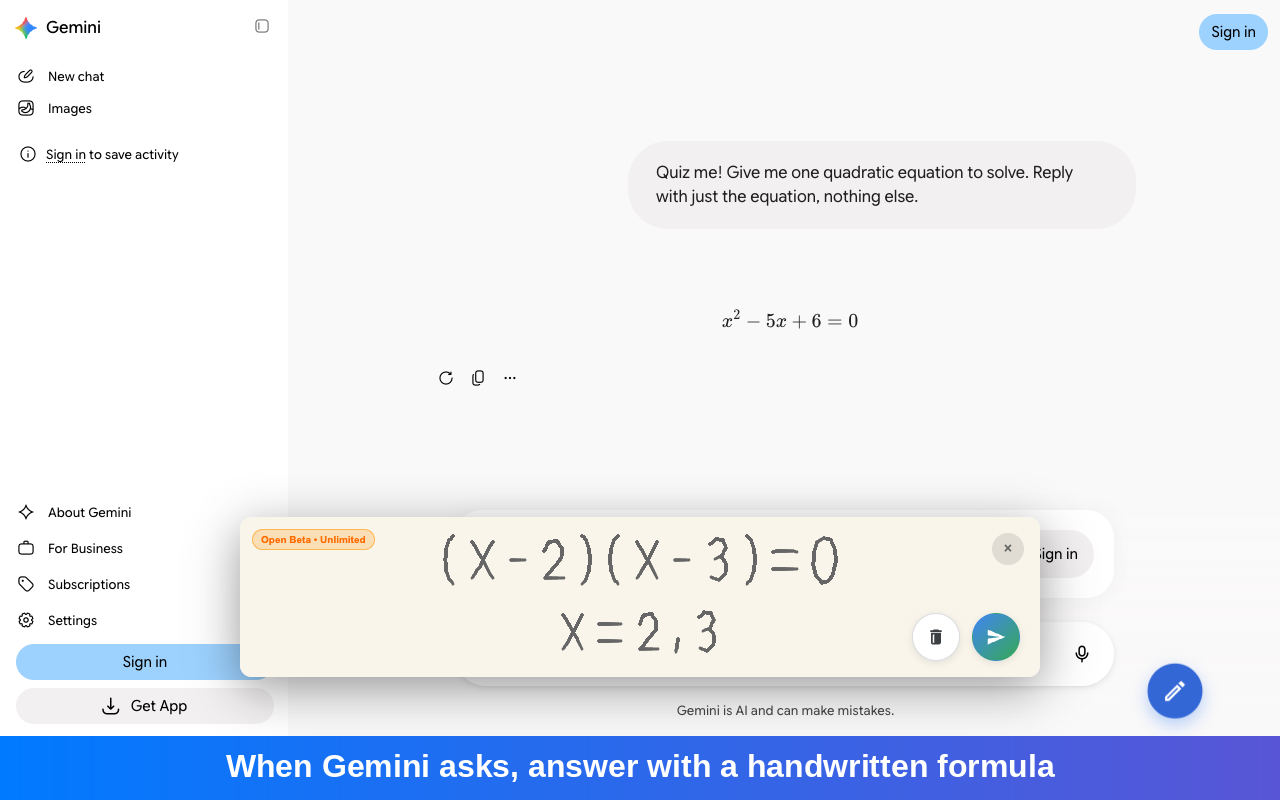 Gemini
Sign in
New chat
Images
Sign in to save activity
Quiz me! Give me one quadratic equation to solve. Reply
with just the equation, nothing else.
x² − 5x + 6 = 0
About Gemini
For Business
Subscriptions
Settings
Sign in
Get App
Open Beta • Unlimited
(X-2)(X-3)=0
X=2,3
Sign in
Gemini is AI and can make mistakes.
When Gemini asks, answer with a handwritten formula